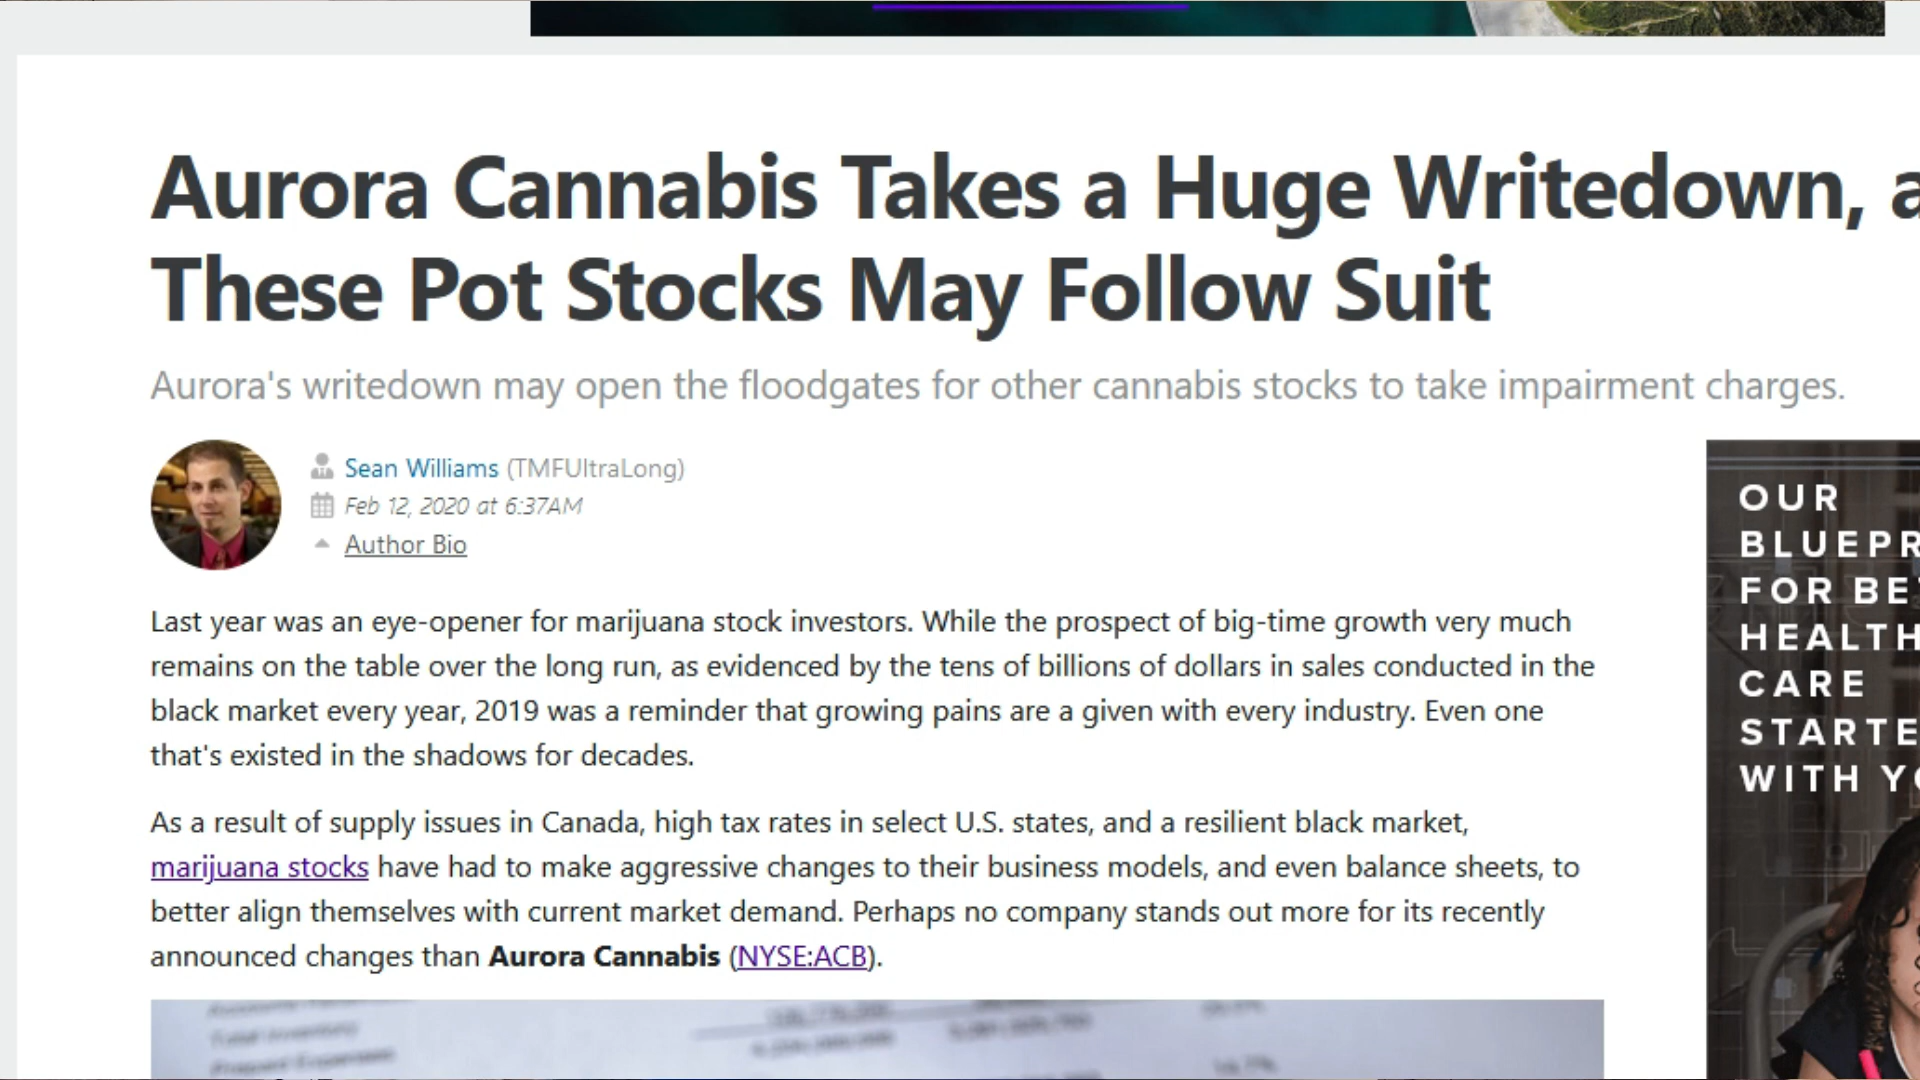 Aurora Cannabis Takes a Huge Writedown, a
These Pot Stocks May Follow Suit
Aurora's writedown may open the floodgates for other cannabis stocks to take impairment charges.
Sean Williams (TMFUltraLong)
Feb 12, 2020 at 6:37AM
Author Bio
Last year was an eye-opener for marijuana stock investors. While the prospect of big-time growth very much
remains on the table over the long run, as evidenced by the tens of billions of dollars in sales conducted in the
black market every year, 2019 was a reminder that growing pains are a given with every industry. Even one
that's existed in the shadows for decades.
As a result of supply issues in Canada, high tax rates in select U.S. states, and a resilient black market,
marijuana stocks have had to make aggressive changes to their business models, and even balance sheets, to
better align themselves with current market demand. Perhaps no company stands out more for its recently
announced changes than Aurora Cannabis (NYSE:ACB).
OUR
BLUEPR
FOR BE
HEALTH
CARE
STARTE
WITH YO
Total Inventory
Prepaid Expenses